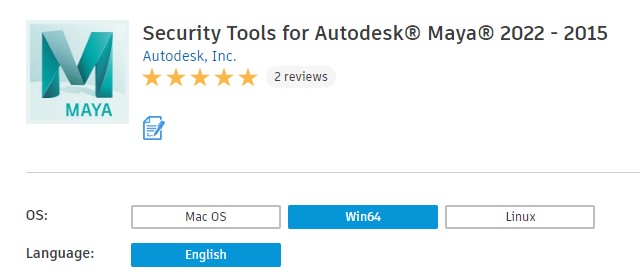 MAYA
Security Tools for Autodesk® Maya® 2022 - 2015
Autodesk, Inc.
2 reviews
OS:
Mac OS
Win64
Linux
Language:
English